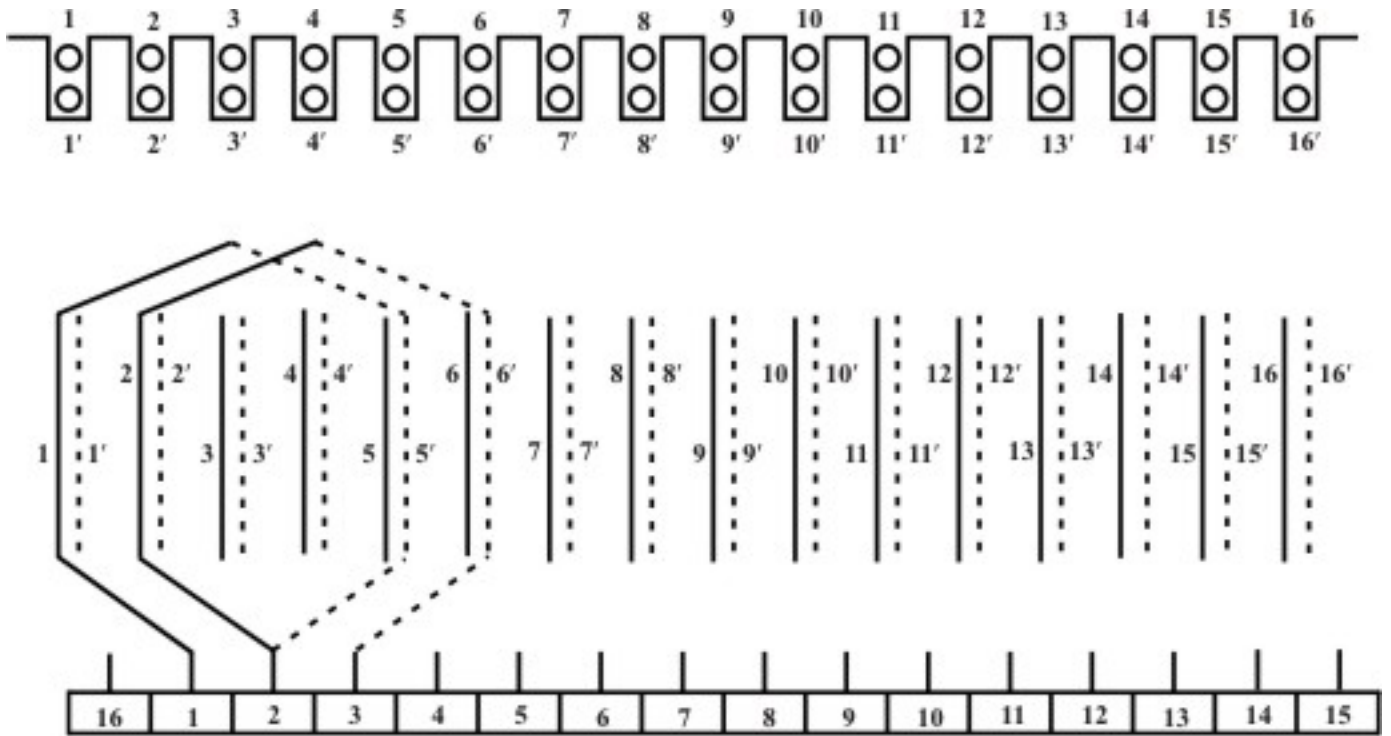 1 2 3 4 5 6 7 8 9 10 11 12 13 14 15 16
1′ 2′ 3′ 4′ 5′ 6′ 7′ 8′ 9′ 10′ 11′ 12′ 13′ 14′ 15′ 16′
2 2′ 4 4′ 6 6′ 8 8′ 10 10′ 12 12′ 14 14′ 16 16′
1 1′ 3 3′ 5 5′ 7 7′ 9 9′ 11 11′ 13 13′ 15 15′
16 1 2 3 4 5 6 7 8 9 10 11 12 13 14 15